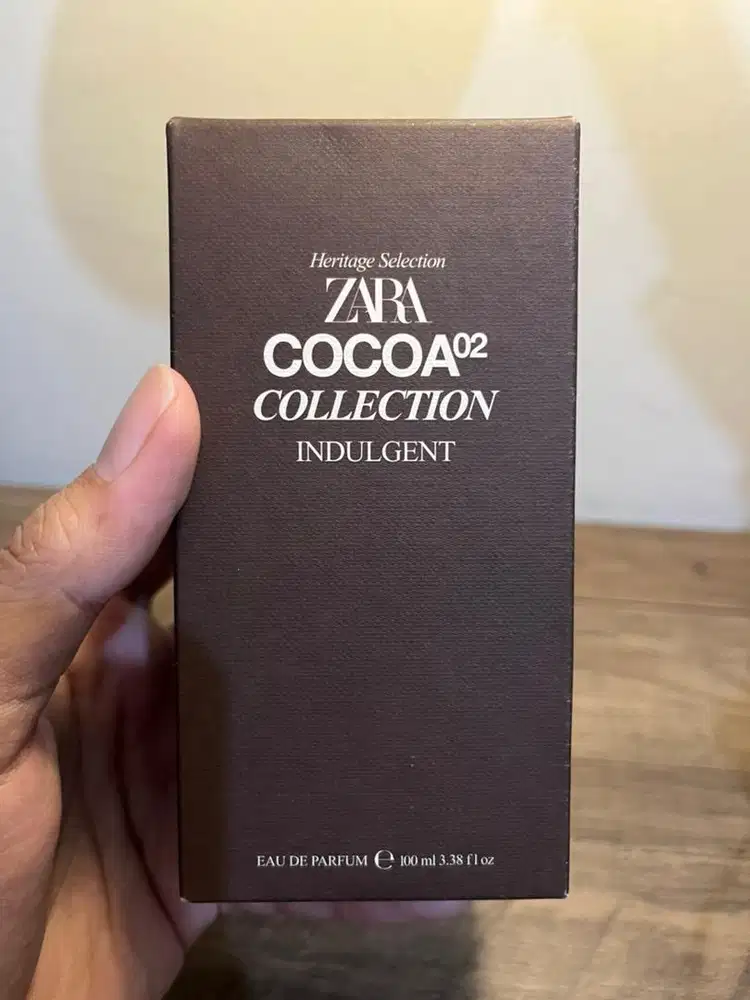 Heritage Selection
ZARA
COCOA02
COLLECTION
INDULGENT
EAU DE PARFUM ℮ 100 ml 3.38 fl oz